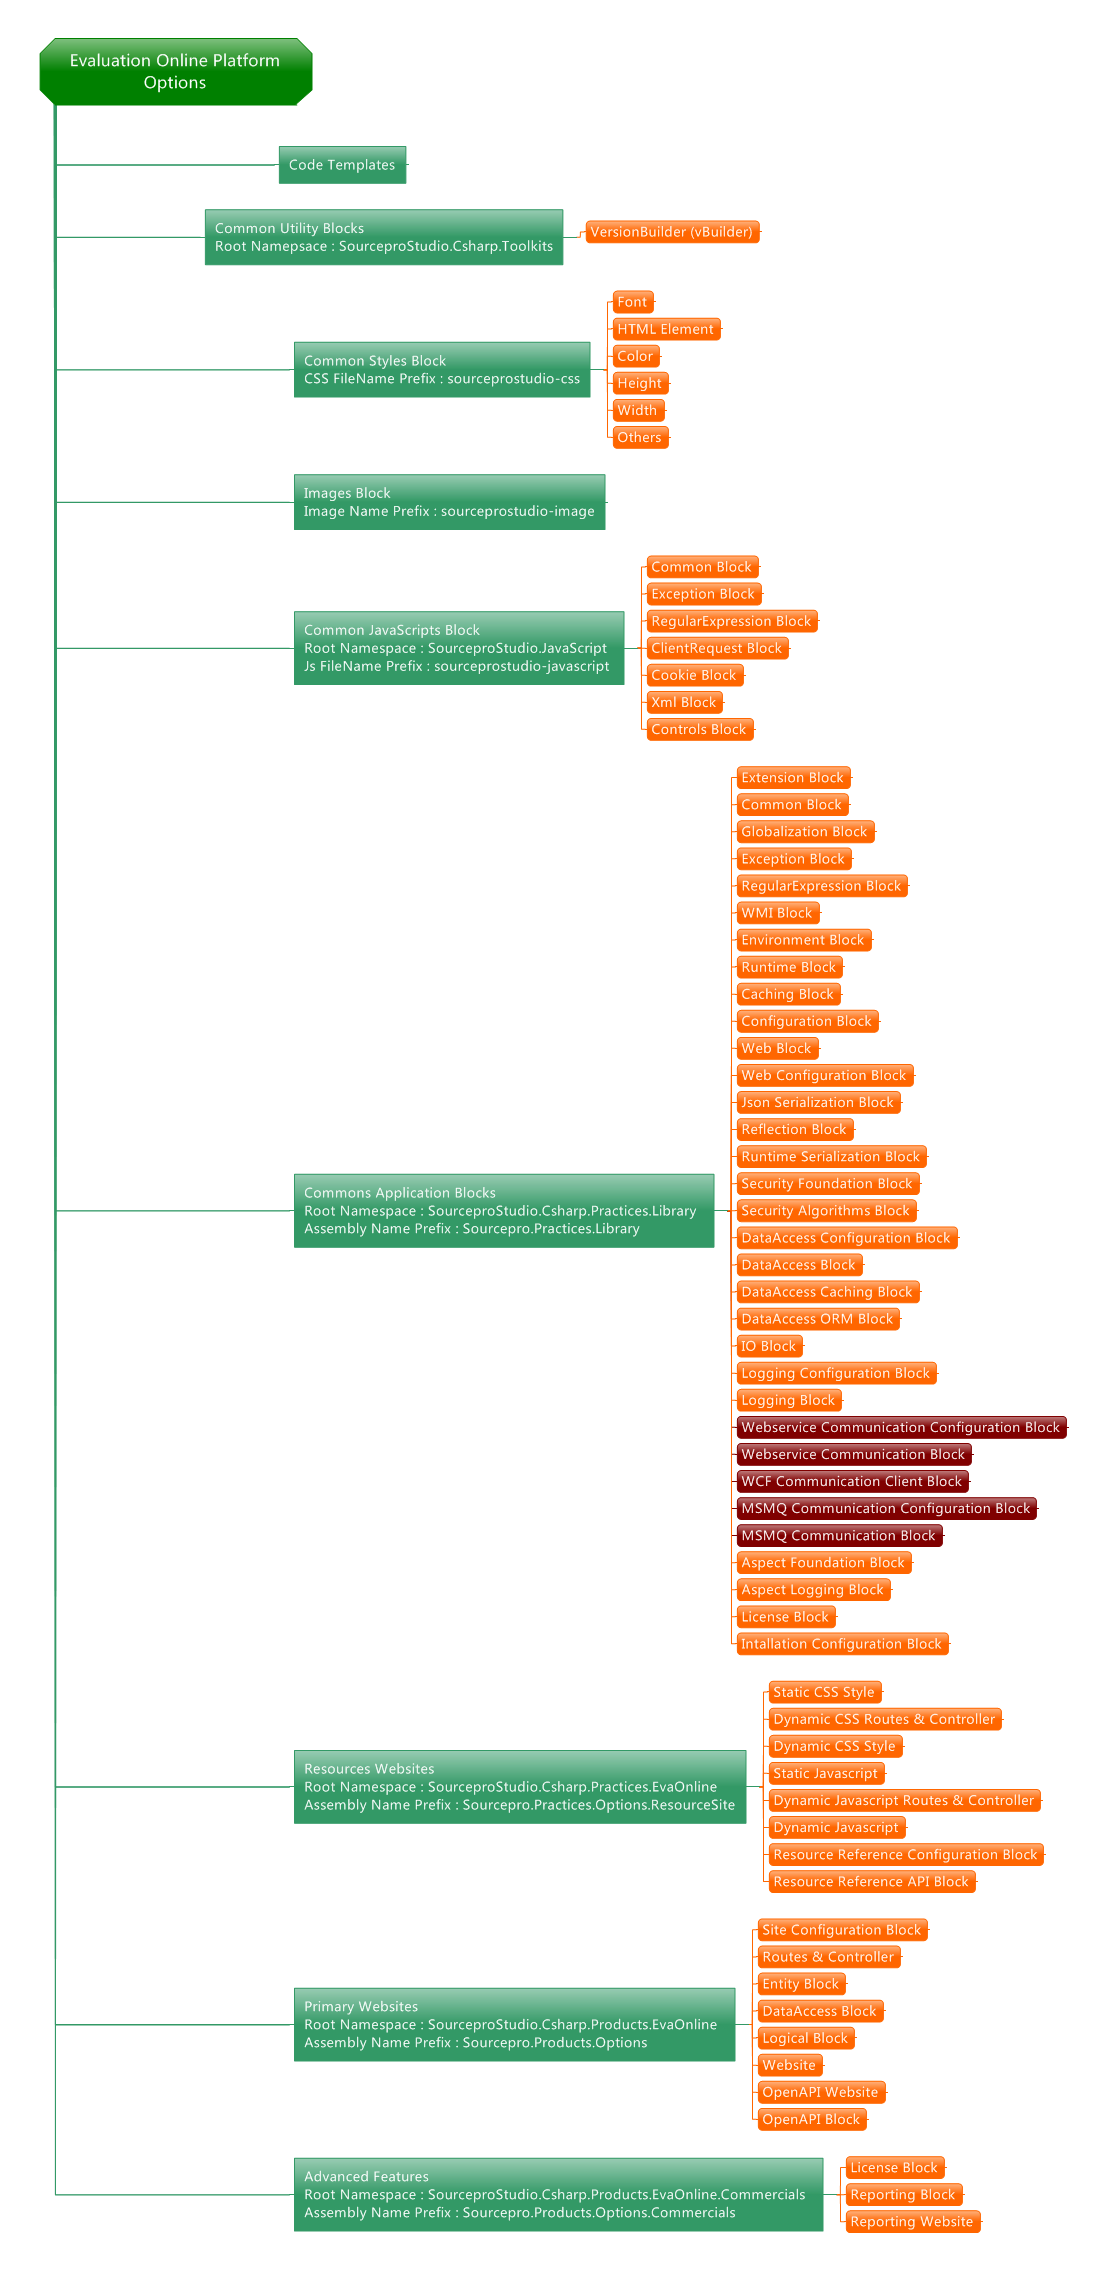 Evaluation Online Platform
Options
Code Templates
Common Utility Blocks
Root Namepsace : SourceproStudio.Csharp.Toolkits
VersionBuilder (vBuilder)
Common Styles Block
CSS FileName Prefix : sourceprostudio-css
Font
HTML Element
Color
Height
Width
Others
Images Block
Image Name Prefix : sourceprostudio-image
Common JavaScripts Block
Root Namespace : SourceproStudio.JavaScript
Js FileName Prefix : sourceprostudio-javascript
Common Block
Exception Block
RegularExpression Block
ClientRequest Block
Cookie Block
Xml Block
Controls Block
Commons Application Blocks
Root Namespace : SourceproStudio.Csharp.Practices.Library
Assembly Name Prefix : Sourcepro.Practices.Library
Extension Block
Common Block
Globalization Block
Exception Block
RegularExpression Block
WMI Block
Environment Block
Runtime Block
Caching Block
Configuration Block
Web Block
Web Configuration Block
Json Serialization Block
Reflection Block
Runtime Serialization Block
Security Foundation Block
Security Algorithms Block
DataAccess Configuration Block
DataAccess Block
DataAccess Caching Block
DataAccess ORM Block
IO Block
Logging Configuration Block
Logging Block
Webservice Communication Configuration Block
Webservice Communication Block
WCF Communication Client Block
MSMQ Communication Configuration Block
MSMQ Communication Block
Aspect Foundation Block
Aspect Logging Block
License Block
Intallation Configuration Block
Resources Websites
Root Namespace : SourceproStudio.Csharp.Practices.EvaOnline
Assembly Name Prefix : Sourcepro.Practices.Options.ResourceSite
Static CSS Style
Dynamic CSS Routes & Controller
Dynamic CSS Style
Static Javascript
Dynamic Javascript Routes & Controller
Dynamic Javascript
Resource Reference Configuration Block
Resource Reference API Block
Primary Websites
Root Namespace : SourceproStudio.Csharp.Products.EvaOnline
Assembly Name Prefix : Sourcepro.Products.Options
Site Configuration Block
Routes & Controller
Entity Block
DataAccess Block
Logical Block
Website
OpenAPI Website
OpenAPI Block
Advanced Features
Root Namespace : SourceproStudio.Csharp.Products.EvaOnline.Commercials
Assembly Name Prefix : Sourcepro.Products.Options.Commercials
License Block
Reporting Block
Reporting Website